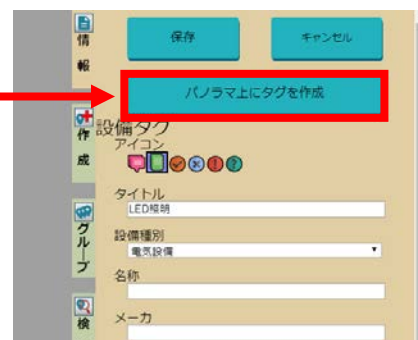 情報
保存
キャンセル
パノラマ上にタグを作成
作成
設備タグ
アイコン
タイトル
LED照明
グループ
設備種別
電気設備
名称
検
メーカ